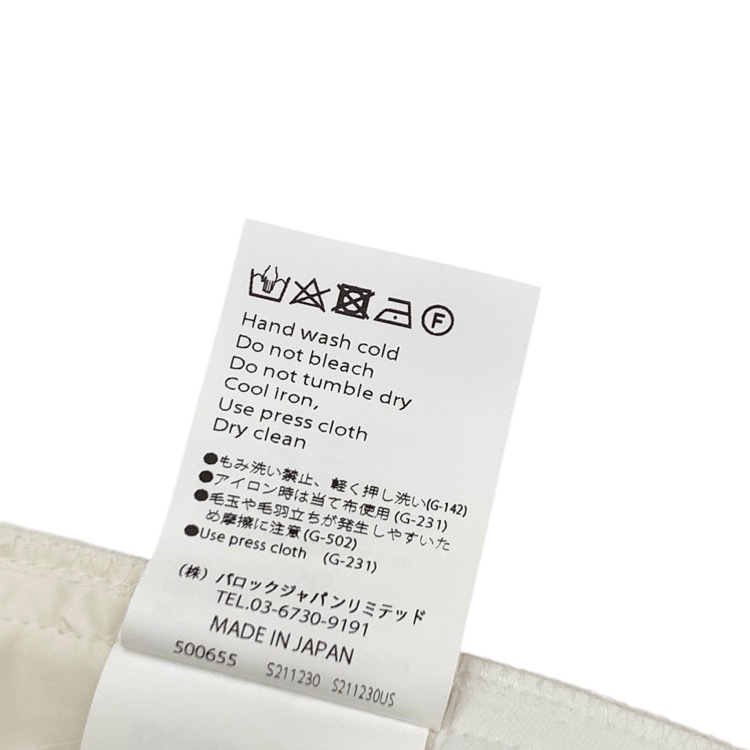 F
Hand wash cold
Do not bleach
Do not tumble dry
Cool iron,
Use press cloth
Dry clean
●もみ洗い禁止、軽く押し洗い(G-142)
●アイロン時は当て布使用(G-231)
●毛玉や毛羽立ちが発生しやすいた
め摩擦に注意(G-502)
●Use press cloth (G-231)
(株) バロックジャパンリミテッド
TEL.03-6730-9191
MADE IN JAPAN
500655 S211230 S211230US